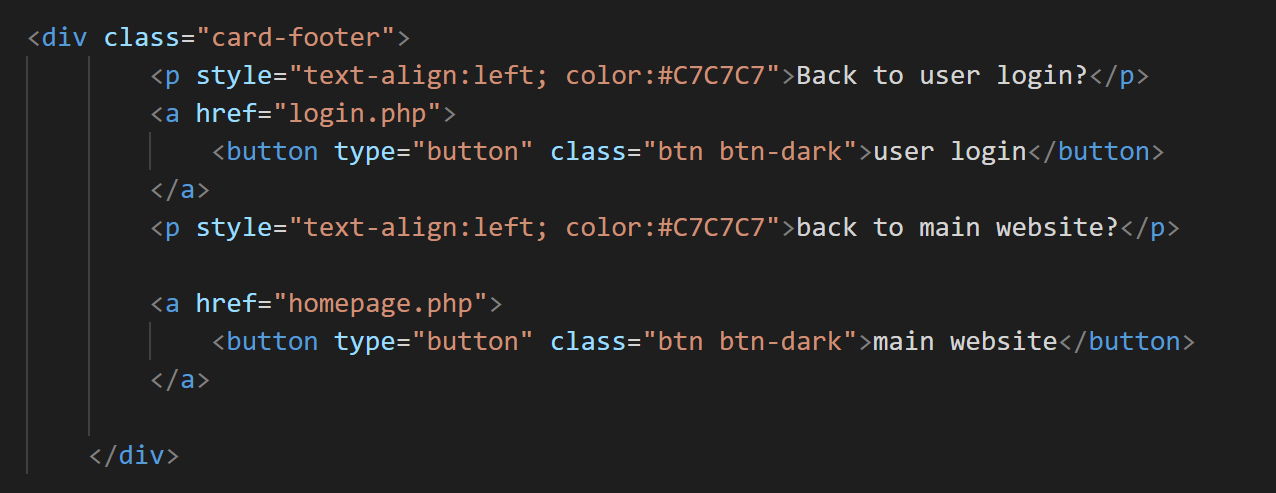 <div class="card-footer">
<p style="text-align:left; color:#C7C7C7">Back to user login?</p>
<a href="login.php">
<button type="button" class="btn btn-dark">user login</button>
</a>
<p style="text-align:left; color:#C7C7C7">back to main website?</p>
<a href="homepage.php">
<button type="button" class="btn btn-dark">main website</button>
</a>
</div>